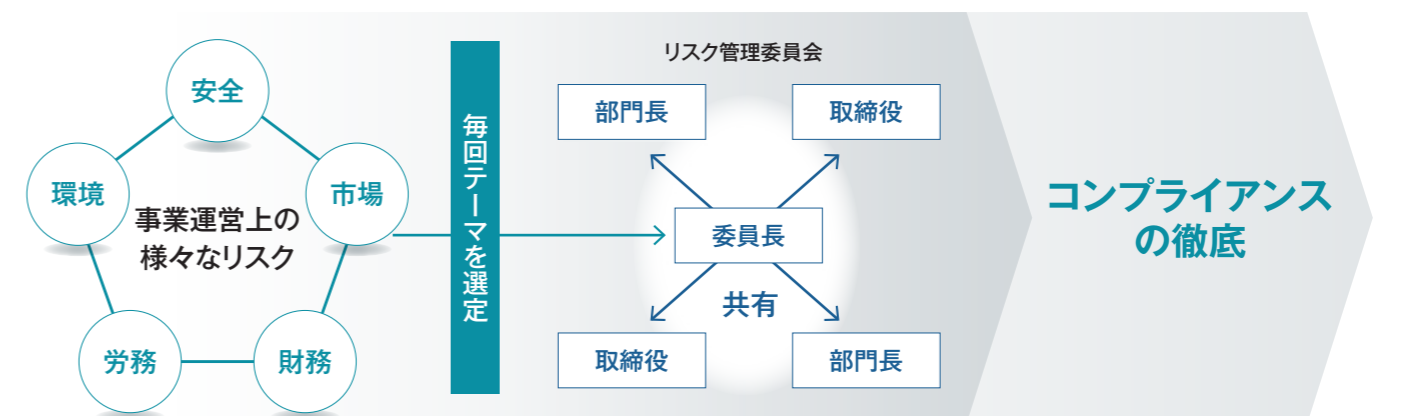 安全
環境
市場
事業運営上の
様々なリスク
労務
財務
毎回テーマを選定
リスク管理委員会
部門長
取締役
委員長
共有
取締役
部門長
コンプライアンス
の徹底